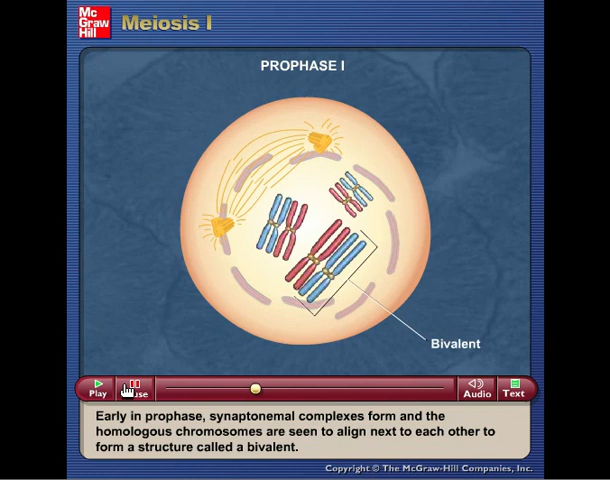 Mc
Graw
Hill
Meiosis I
PROPHASE I
Bivalent
Play
Audio
Text
Early in prophase, synaptonemal complexes form and the
homologous chromosomes are seen to align next to each other to
form a structure called a bivalent.
Copyright © The McGraw-Hill Companies, Inc.